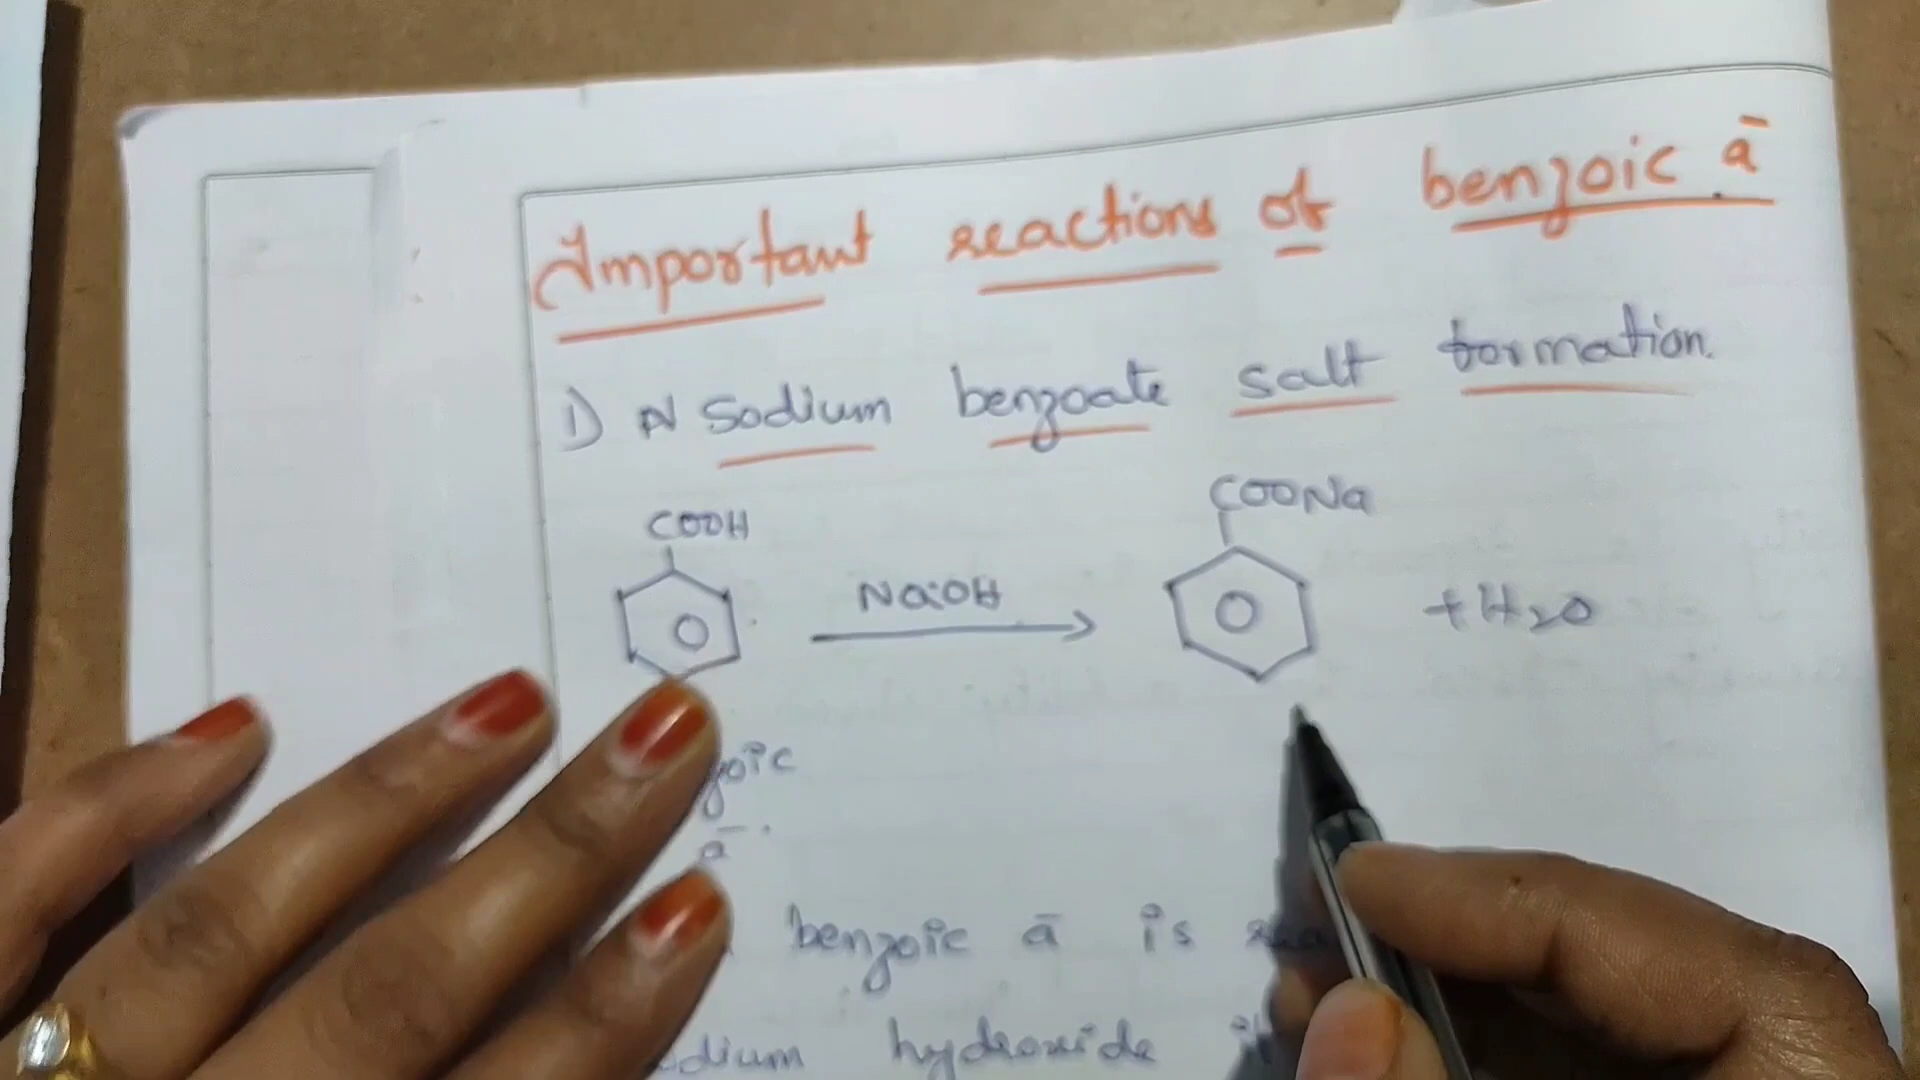 Important reactions of benzoic ā
1) N Sodium benzoate salt formation.
COOH
COONa
NaOH
+ H2O
ā
benzoic ā is
hydroxide